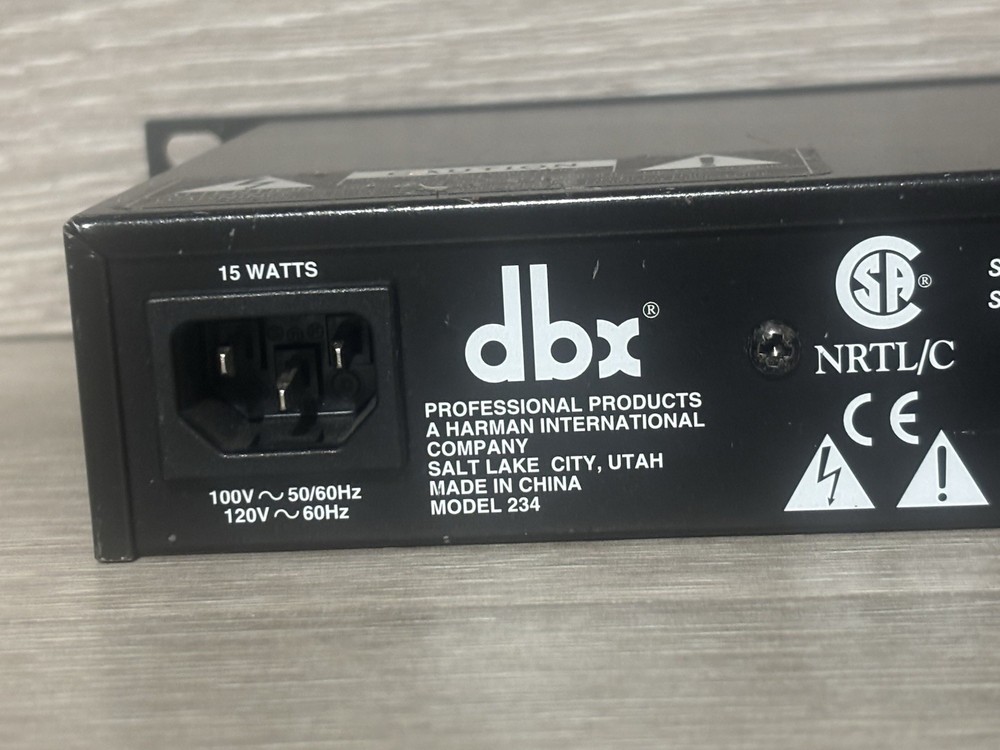 CAUTION
15 WATTS
100V ~ 50/60Hz
120V ~ 60Hz
dbx®
PROFESSIONAL PRODUCTS
A HARMAN INTERNATIONAL
COMPANY
SALT LAKE CITY, UTAH
MADE IN CHINA
MODEL 234
SA®
NRTL/C
CE
S
S